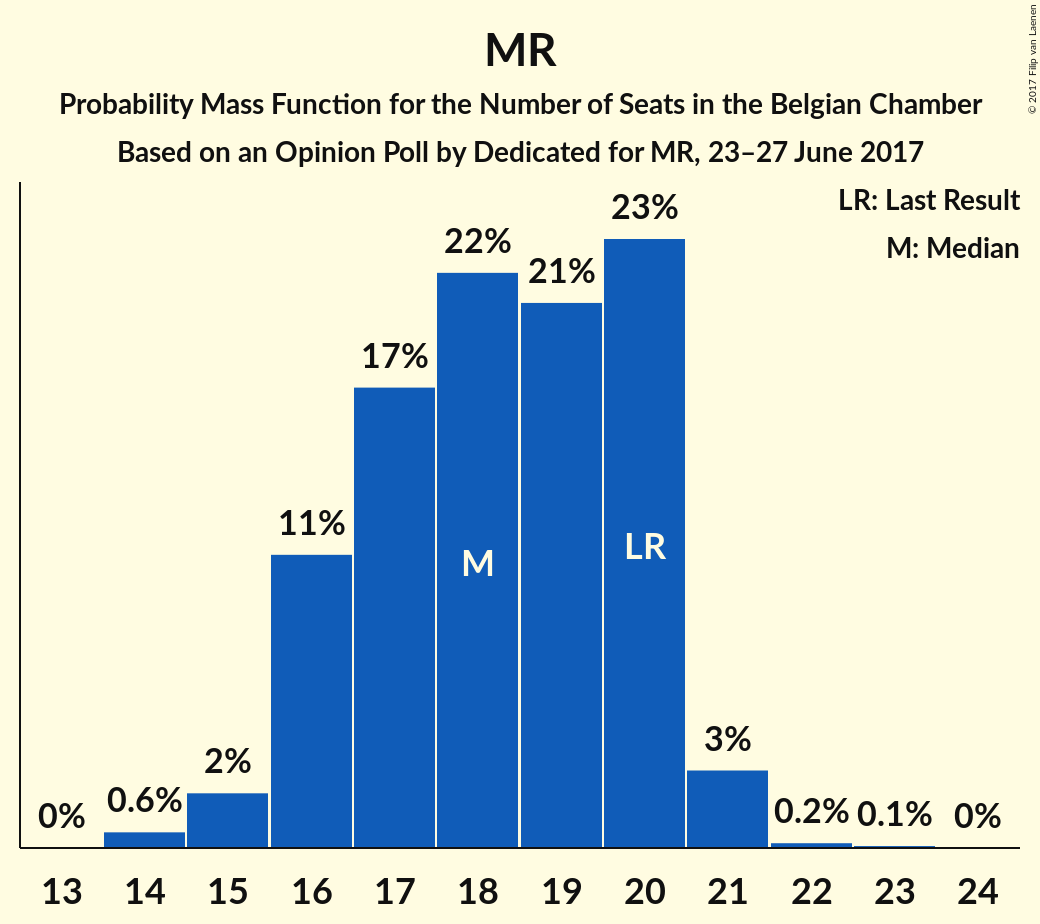 MR
Probability Mass Function for the Number of Seats in the Belgian Chamber
Based on an Opinion Poll by Dedicated for MR, 23–27 June 2017
© 2017 Filip van Laenen
LR: Last Result
M: Median
0% 0.6% 2% 11% 17% 22% 21% 23% 3% 0.2% 0.1% 0%
M LR
13 14 15 16 17 18 19 20 21 22 23 24